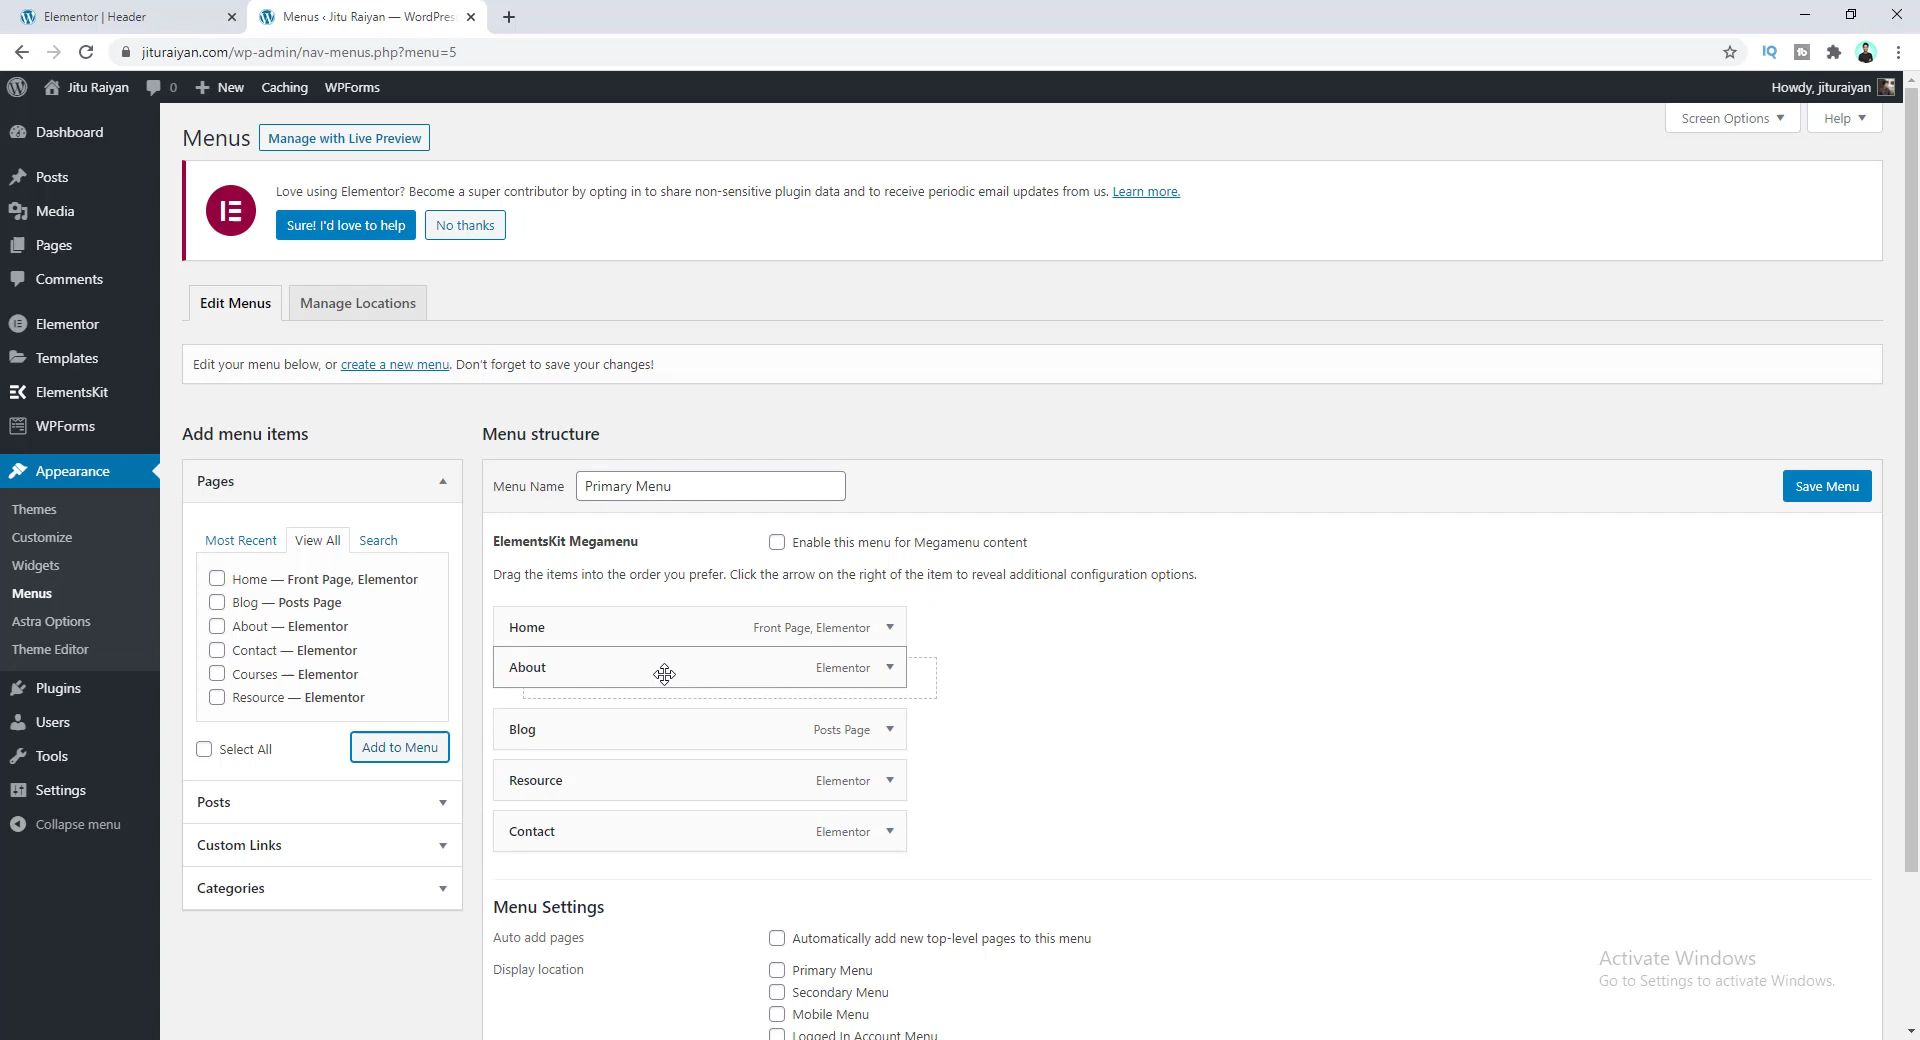 Elementor | Header
Menus ‹ Jitu Raiyan — WordPres
jituraiyan.com/wp-admin/nav-menus.php?menu=5
Jitu Raiyan
0
New
Caching
WPForms
Howdy, jituraiyan
Dashboard
Posts
Media
Pages
Comments
Elementor
Templates
ElementsKit
WPForms
Appearance
Themes
Customize
Widgets
Menus
Astra Options
Theme Editor
Plugins
Users
Tools
Settings
Collapse menu
Screen Options
Help
Menus
Manage with Live Preview
Love using Elementor? Become a super contributor by opting in to share non-sensitive plugin data and to receive periodic email updates from us. Learn more.
Sure! I'd love to help
No thanks
Edit Menus
Manage Locations
Edit your menu below, or create a new menu. Don't forget to save your changes!
Add menu items
Pages
Most Recent
View All
Search
Home — Front Page, Elementor
Blog — Posts Page
About — Elementor
Contact — Elementor
Courses — Elementor
Resource — Elementor
Select All
Add to Menu
Posts
Custom Links
Categories
Menu structure
Menu Name
Primary Menu
Save Menu
ElementsKit Megamenu
Enable this menu for Megamenu content
Drag the items into the order you prefer. Click the arrow on the right of the item to reveal additional configuration options.
Home
Front Page, Elementor
About
Elementor
Blog
Posts Page
Resource
Elementor
Contact
Elementor
Menu Settings
Auto add pages
Automatically add new top-level pages to this menu
Display location
Primary Menu
Secondary Menu
Mobile Menu
Logged In Account Menu
Activate Windows
Go to Settings to activate Windows.